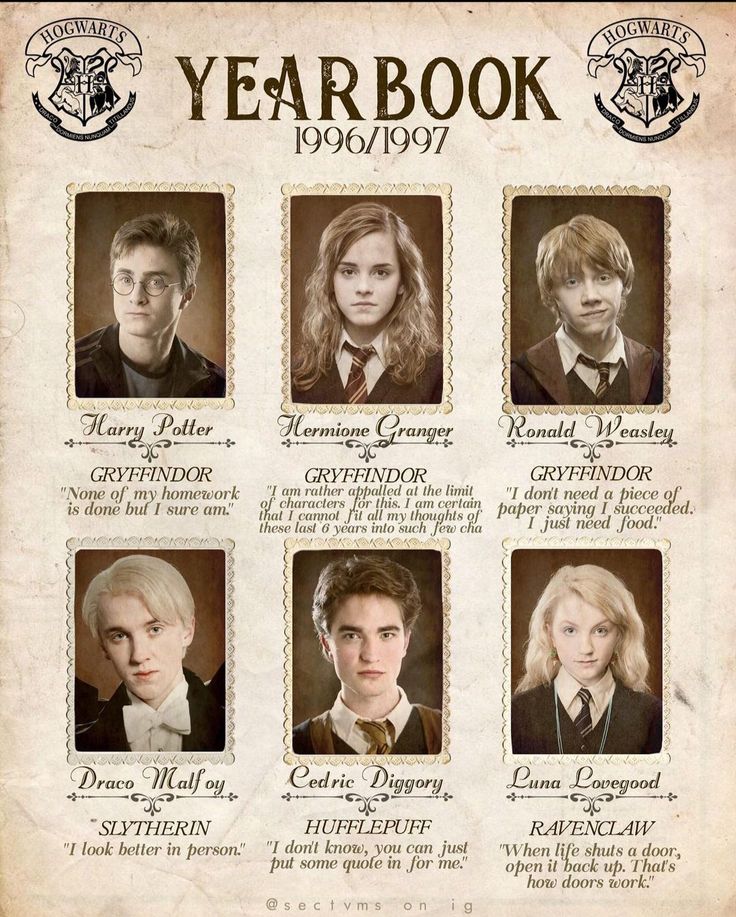 HOGWARTS
DRACO DORMIENS NUNQUAM TITILLANDUS
HOGWARTS
DRACO DORMIENS NUNQUAM TITILLANDUS
YEARBOOK
1996/1997
Harry Potter
GRYFFINDOR
"None of my homework
is done but I sure am."
Hermione Granger
GRYFFINDOR
"I am rather appalled at the limit
of characters for this. I am certain
that I cannot fit all my thoughts of
these last 6 years into such few cha
Ronald Weasley
GRYFFINDOR
"I don't need a piece of
paper saying I succeeded.
I just need food."
Draco Malfoy
SLYTHERIN
"I look better in person."
Cedric Diggory
HUFFLEPUFF
"I don't know, you can just
put some quote in for me."
Luna Lovegood
RAVENCLAW
"When life shuts a door,
open it back up. That's
how doors work."
@sectvms on ig